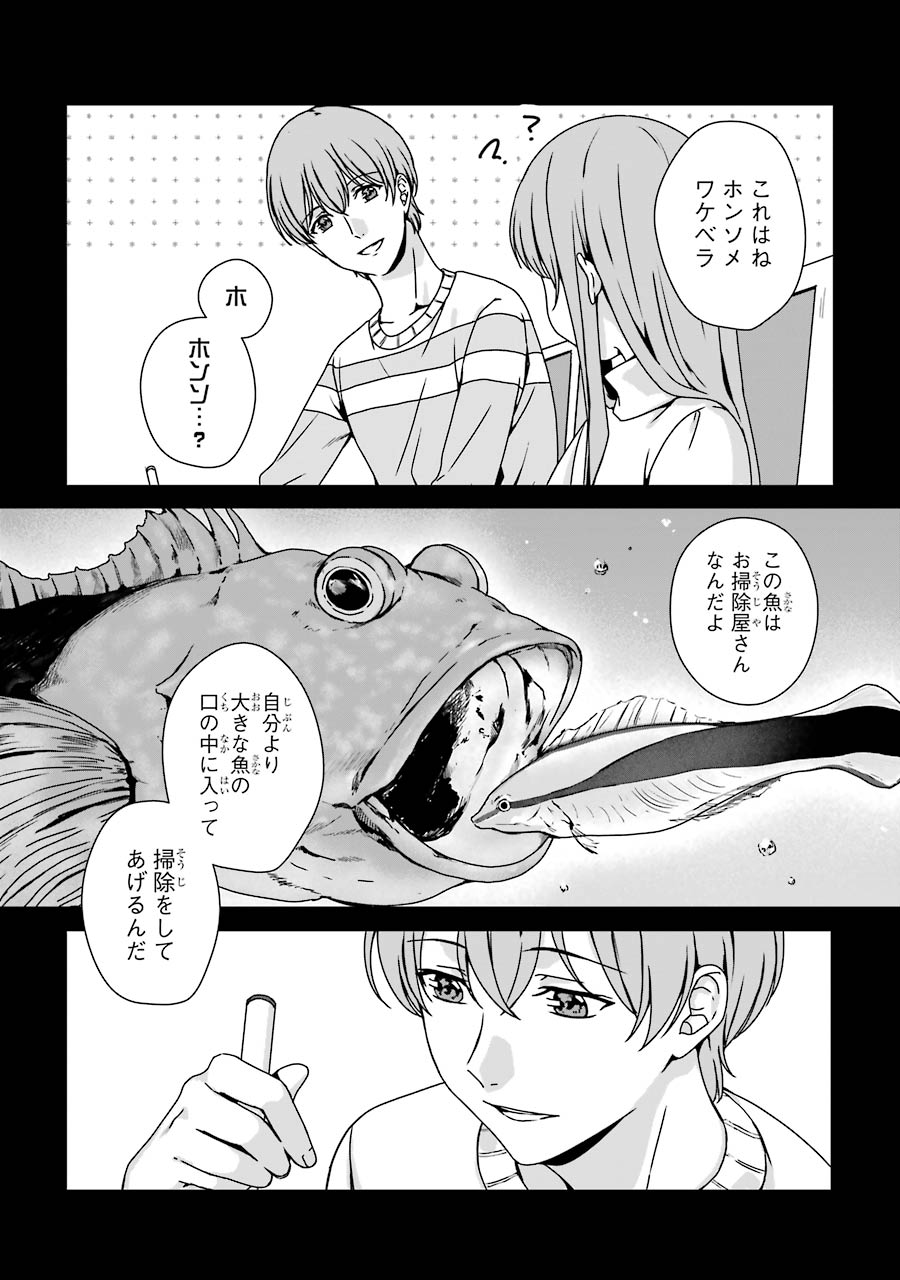 これはね
ホンソメ
ワケベラ
？？
ホ
ホンソ…？
この魚は
お掃除屋さん
なんだよ
自分より
大きな魚の
口の中に入って
掃除をして
あげるんだ